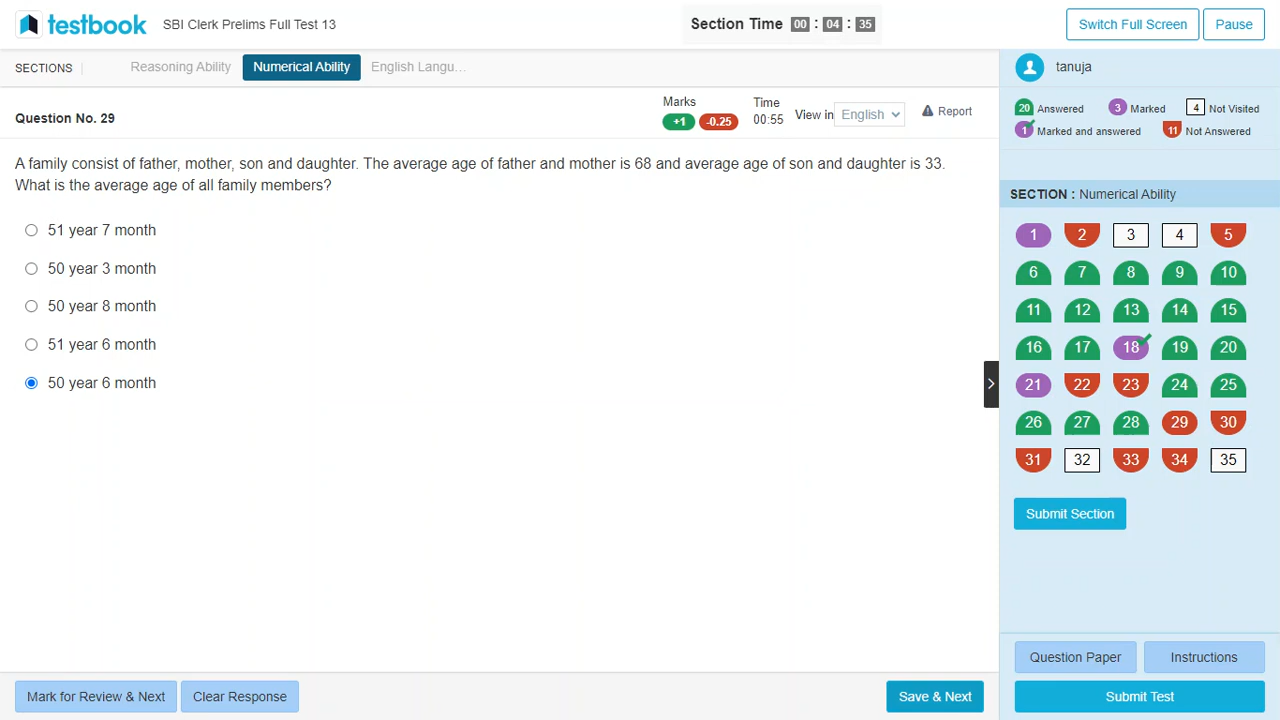 testbook SBI Clerk Prelims Full Test 13 Section Time 00 : 04 : 35 Switch Full Screen Pause
SECTIONS Reasoning Ability Numerical Ability English Langu... tanuja
Question No. 29 Marks +1 -0.25 Time 00:55 View in English Report
20 Answered 3 Marked 4 Not Visited
1 Marked and answered 11 Not Answered
A family consist of father, mother, son and daughter. The average age of father and mother is 68 and average age of son and daughter is 33.
What is the average age of all family members?
51 year 7 month
50 year 3 month
50 year 8 month
51 year 6 month
50 year 6 month
SECTION : Numerical Ability
1 2 3 4 5
6 7 8 9 10
11 12 13 14 15
16 17 18 19 20
21 22 23 24 25
26 27 28 29 30
31 32 33 34 35
Submit Section
Question Paper Instructions
Mark for Review & Next Clear Response Save & Next Submit Test